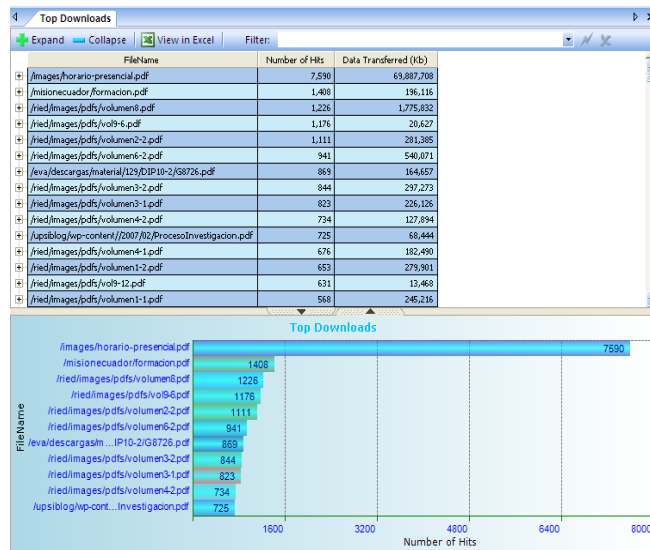 Top Downloads
Expand Collapse View in Excel Filter:
FileName Number of Hits Data Transferred (Kb)
/images/horario-presencial.pdf 7,590 69,887,708
/misionecuador/formacion.pdf 1,408 196,116
/ried/images/pdfs/volumen8.pdf 1,226 1,775,832
/ried/images/pdfs/vol9-6.pdf 1,176 20,627
/ried/images/pdfs/volumen2-2.pdf 1,111 281,385
/ried/images/pdfs/volumen6-2.pdf 941 540,071
/eva/descargas/material/129/DIP10-2/G8726.pdf 869 164,657
/ried/images/pdfs/volumen3-2.pdf 844 297,273
/ried/images/pdfs/volumen3-1.pdf 823 226,126
/ried/images/pdfs/volumen4-2.pdf 734 127,894
/upsiblog/wp-content//2007/02/ProcesoInvestigacion.pdf 725 68,444
/ried/images/pdfs/volumen4-1.pdf 676 182,490
/ried/images/pdfs/volumen1-2.pdf 653 279,901
/ried/images/pdfs/vol9-12.pdf 631 13,468
/ried/images/pdfs/volumen1-1.pdf 568 245,216
Top Downloads
FileName
/images/horario-presencial.pdf 7590
/misionecuador/formacion.pdf 1408
/ried/images/pdfs/volumen8.pdf 1226
/ried/images/pdfs/vol9-6.pdf 1176
/ried/images/pdfs/volumen2-2.pdf 1111
/ried/images/pdfs/volumen6-2.pdf 941
/eva/descargas/m...IP10-2/G8726.pdf 869
/ried/images/pdfs/volumen3-2.pdf 844
/ried/images/pdfs/volumen3-1.pdf 823
/ried/images/pdfs/volumen4-2.pdf 734
/upsiblog/wp-cont...Investigacion.pdf 725
1600 3200 4800 6400 8000
Number of Hits